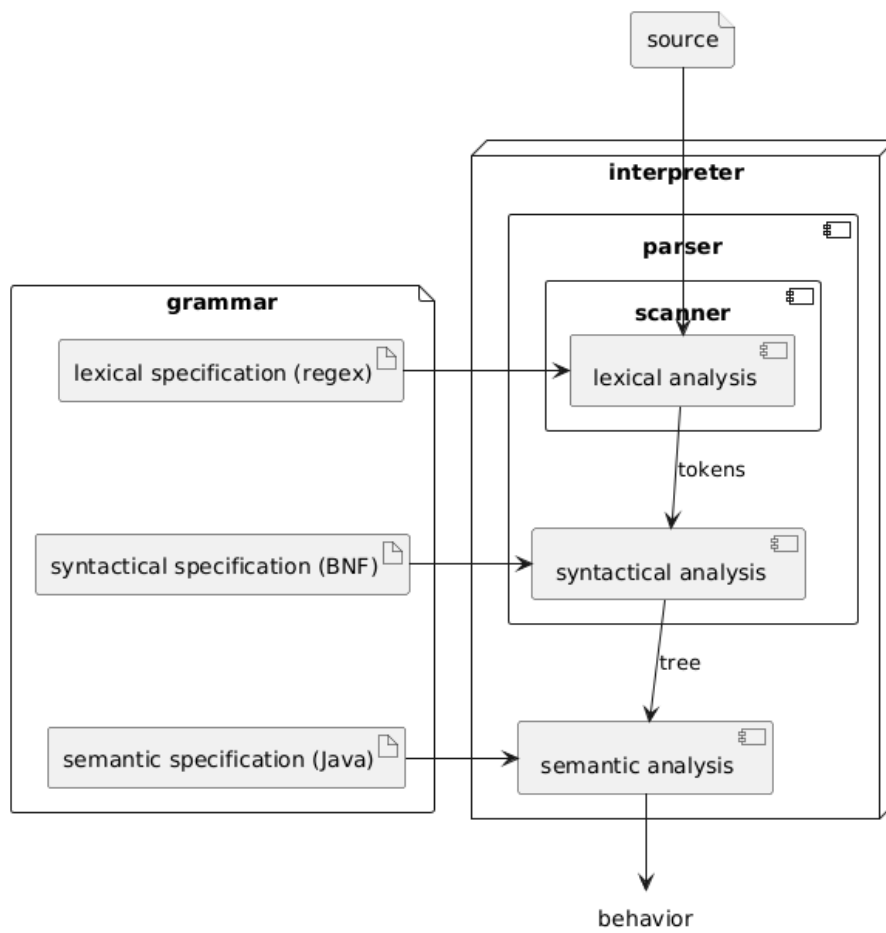 source
interpreter
parser
grammar
scanner
lexical specification (regex)
lexical analysis
tokens
syntactical specification (BNF)
syntactical analysis
tree
semantic specification (Java)
semantic analysis
behavior